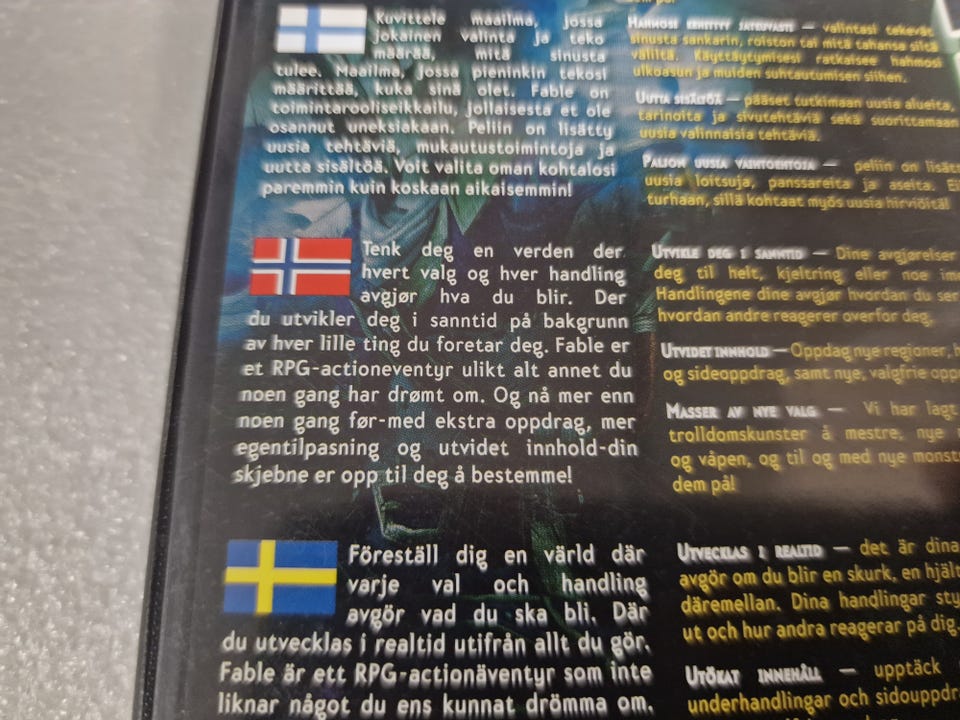 Kuvittele maailma, jossa
jokainen valinta ja teko
määrää, mitä sinusta
tulee. Maailma, jossa pieninkin tekosi
määrittää, kuka sinä olet. Fable on
toimintarooliseikkailu, jollaisesta et ole
osannut uneksiakaan. Peliin on lisätty
uusia tehtäviä, mukautustoimintoja ja
uutta sisältöä. Voit valita oman kohtalosi
paremmin kuin koskaan aikaisemmin!
Hahmosi kehittyy jatkuvasti – valintasi tekevät
sinusta sankarin, roiston tai mitä tahansa siltä
väliltä. Käyttäytymisesi ratkaisee hahmosi
ulkoasun ja muiden suhtautumisen siihen.
Uutta sisältöä – pääset tutkimaan uusia alueita,
tarinoita ja sivutehtäviä sekä suorittamaan
uusia valinnaisia tehtäviä.
Paljon uusia vaihtoehtoja – peliin on lisätt
uusia loitsuja, panssareita ja aseita. Ei
turhaan, sillä kohtaat myös uusia hirviöitä!
Tenk deg en verden der
hvert valg og hver handling
avgjør hva du blir. Der
du utvikler deg i sanntid på bakgrunn
av hver lille ting du foretar deg. Fable er
et RPG-actioneventyr ulikt alt annet du
noen gang har drømt om. Og nå mer enn
noen gang før-med ekstra oppdrag, mer
egentilpasning og utvidet innhold-din
skjebne er opp til deg å bestemme!
Utvikle deg i sanntid – Dine avgjørelser
deg til helt, kjeltring eller noe im
Handlingene dine avgjør hvordan du ser
hvordan andre reagerer overfor deg.
Utvidet innhold – Oppdag nye regioner, h
og sideoppdrag, samt nye, valgfrie opp
Masser av nye valg – Vi har lagt
trolldomskunster å mestre, nye
og våpen, og til og med nye monst
dem på!
Föreställ dig en värld där
varje val och handling
avgör vad du ska bli. Där
du utvecklas i realtid utifrån allt du gör.
Fable är ett RPG-actionäventyr som inte
liknar något du ens kunnat drömma om.
Utvecklas i realtid – det är dina
avgör om du blir en skurk, en hjält
däremellan. Dina handlingar sty
ut och hur andra reagerar på dig.
Utökat innehåll – upptäck
underhandlingar och sidouppdra